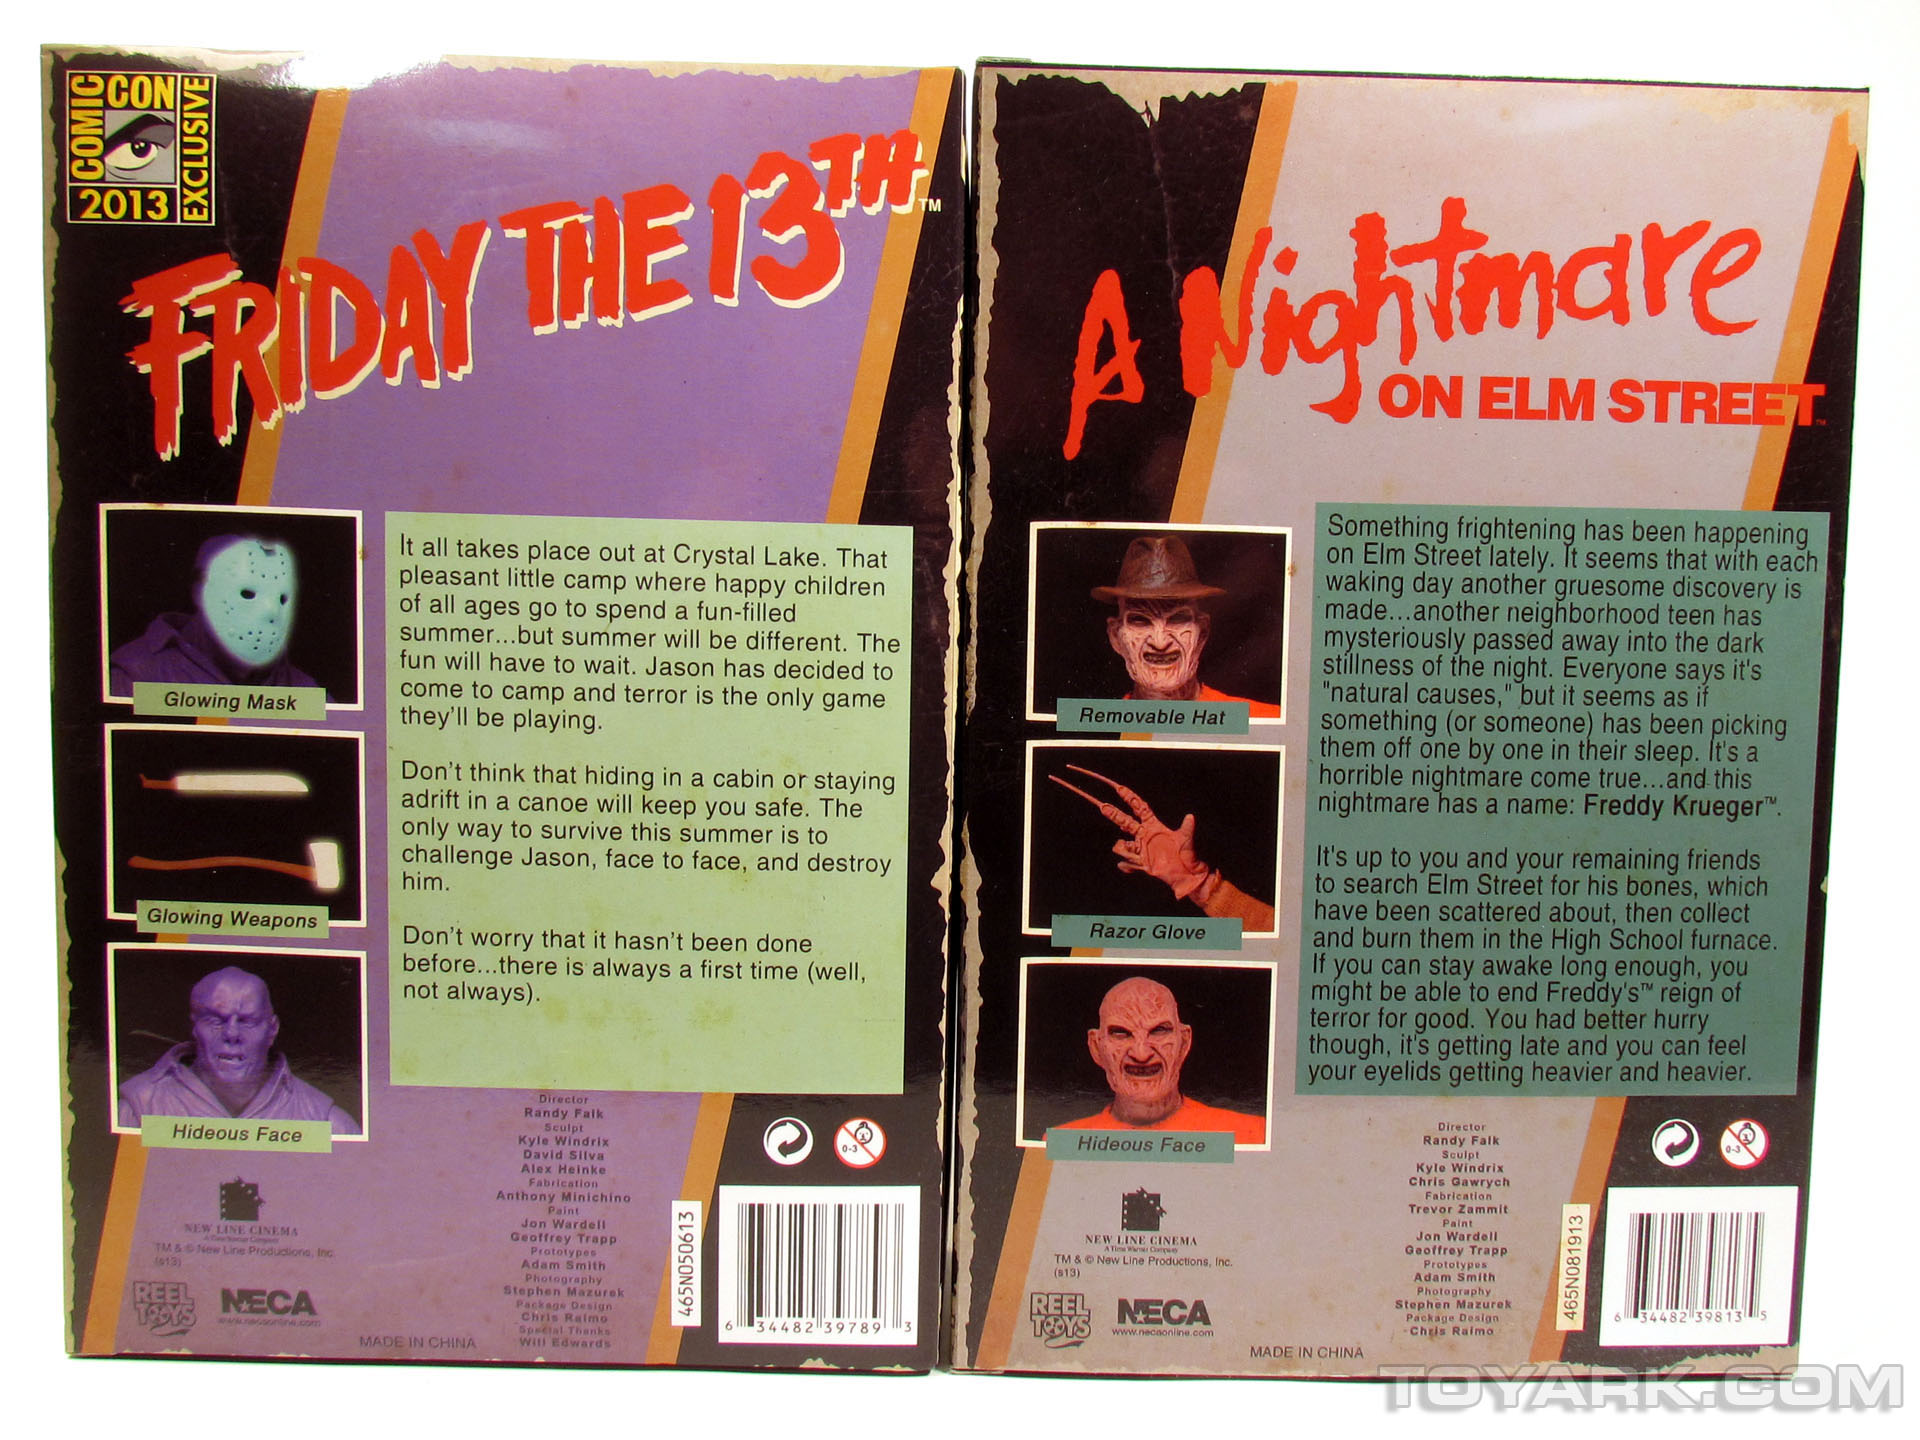 COMIC CON
EXCLUSIVE
2013
FRIDAY THE 13TH™
Glowing Mask
Glowing Weapons
Hideous Face
It all takes place out at Crystal Lake. That
pleasant little camp where happy children
of all ages go to spend a fun-filled
summer...but summer will be different. The
fun will have to wait. Jason has decided to
come to camp and terror is the only game
they'll be playing.
Don't think that hiding in a cabin or staying
adrift in a canoe will keep you safe. The
only way to survive this summer is to
challenge Jason, face to face, and destroy
him.
Don't worry that it hasn't been done
before...there is always a first time (well,
not always).
Director
Randy Falk
Sculpt
Kyle Windrix
David Silva
Alex Heinke
Fabrication
Anthony Minichino
Paint
Jon Wardell
Geoffrey Trapp
Prototypes
Adam Smith
Photography
Stephen Mazurek
Package Design
Chris Raimo
Special Thanks
Will Edwards
NEW LINE CINEMA
A Time Warner Company
TM & © New Line Productions, Inc.
(s13)
REEL
TOYS
NECA
www.necaonline.com
MADE IN CHINA
0-3
465N050613
6 34482 39789 3
A Nightmare
ON ELM STREET™
Removable Hat
Razor Glove
Hideous Face
Something frightening has been happening
on Elm Street lately. It seems that with each
waking day another gruesome discovery is
made...another neighborhood teen has
mysteriously passed away into the dark
stillness of the night. Everyone says it's
"natural causes," but it seems as if
something (or someone) has been picking
them off one by one in their sleep. It's a
horrible nightmare come true...and this
nightmare has a name: Freddy Krueger™.
It's up to you and your remaining friends
to search Elm Street for his bones, which
have been scattered about, then collect
and burn them in the High School furnace.
If you can stay awake long enough, you
might be able to end Freddy's™ reign of
terror for good. You had better hurry
though, it's getting late and you can feel
your eyelids getting heavier and heavier.
Director
Randy Falk
Sculpt
Kyle Windrix
Chris Gawrych
Fabrication
Trevor Zammit
Paint
Jon Wardell
Geoffrey Trapp
Prototypes
Adam Smith
Photography
Stephen Mazurek
Package Design
Chris Raimo
NEW LINE CINEMA
A Time Warner Company
TM & © New Line Productions, Inc.
(s13)
REEL
TOYS
NECA
www.necaonline.com
MADE IN CHINA
0-3
465N081913
6 34482 39813 5
TOYARK.COM